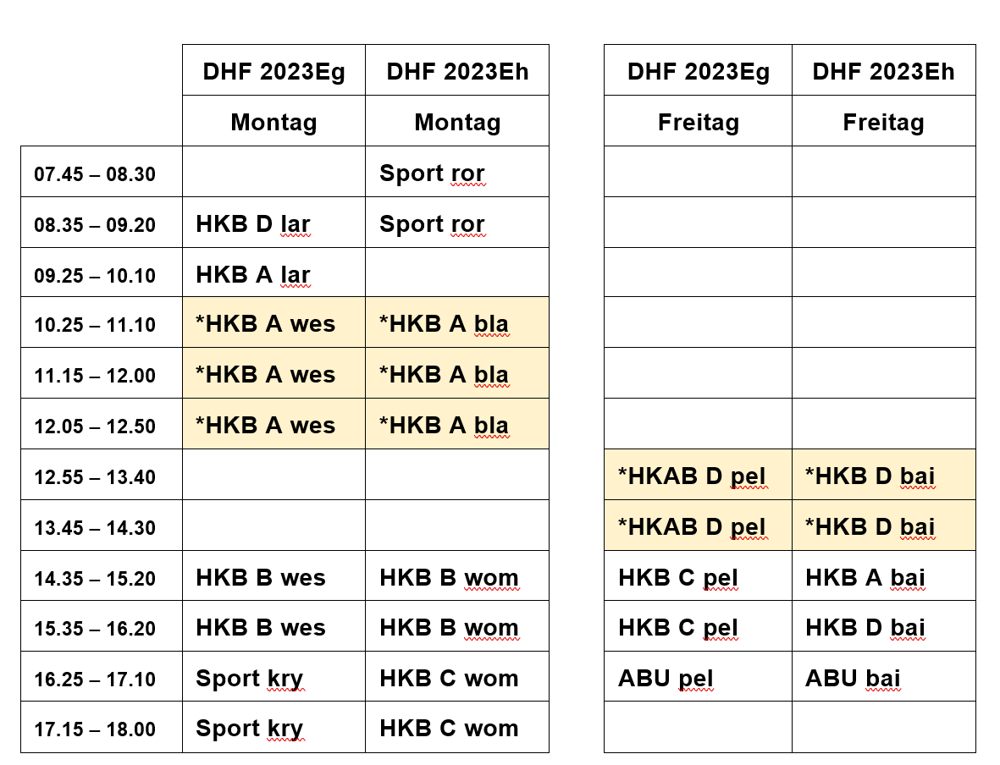 DHF 2023Eg DHF 2023Eh DHF 2023Eg DHF 2023Eh
Montag Montag Freitag Freitag
07.45 – 08.30 Sport ror
08.35 – 09.20 HKB D lar Sport ror
09.25 – 10.10 HKB A lar
10.25 – 11.10 *HKB A wes *HKB A bla
11.15 – 12.00 *HKB A wes *HKB A bla
12.05 – 12.50 *HKB A wes *HKB A bla
12.55 – 13.40 *HKAB D pel *HKB D bai
13.45 – 14.30 *HKAB D pel *HKB D bai
14.35 – 15.20 HKB B wes HKB B wom HKB C pel HKB A bai
15.35 – 16.20 HKB B wes HKB B wom HKB C pel HKB D bai
16.25 – 17.10 Sport kry HKB C wom ABU pel ABU bai
17.15 – 18.00 Sport kry HKB C wom